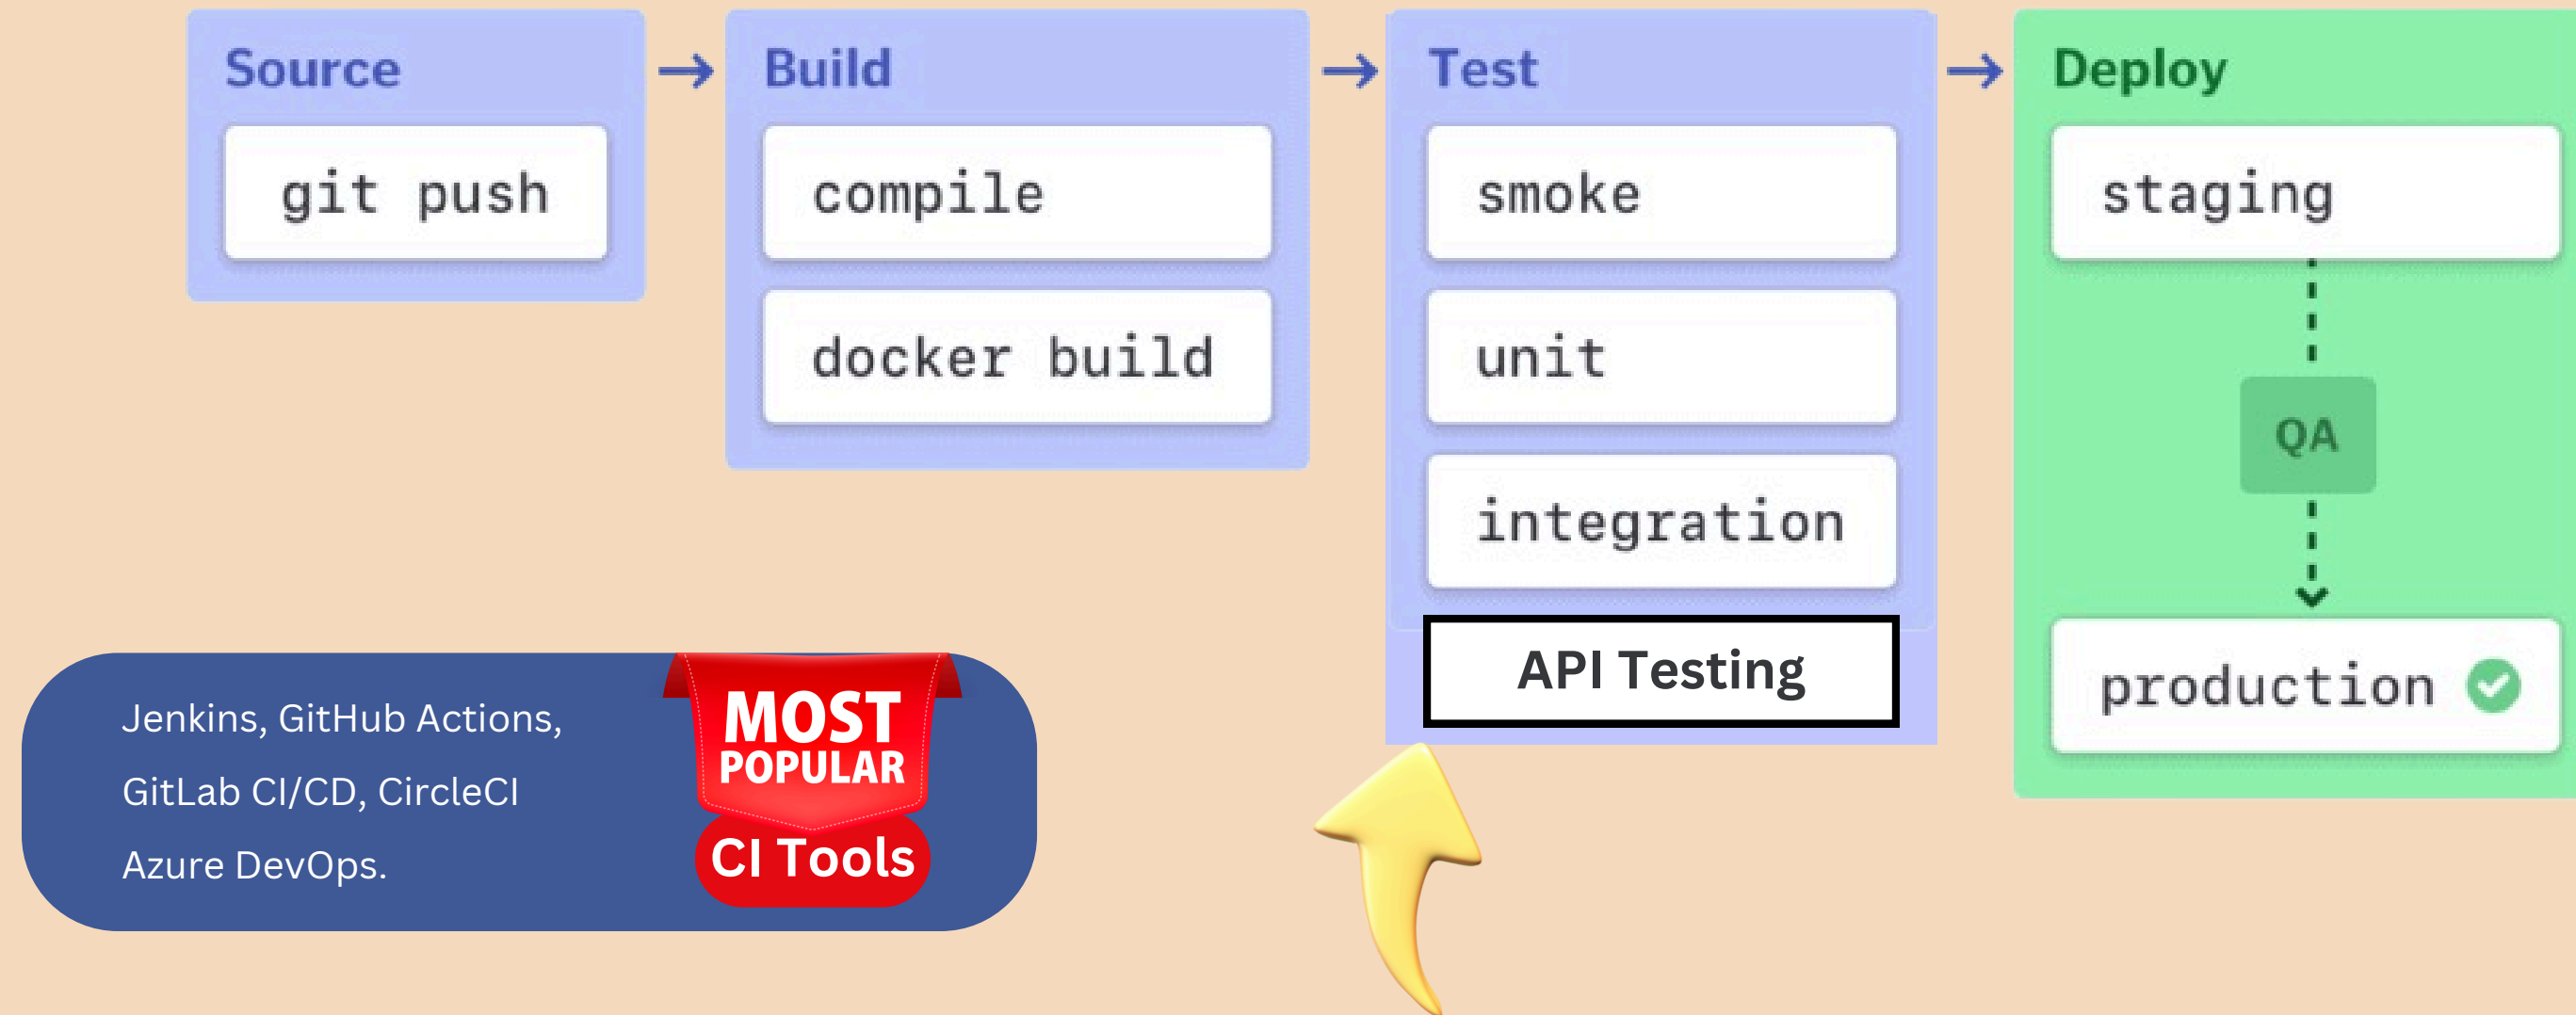 Source
git push
Build
compile
docker build
Test
smoke
unit
integration
API Testing
Deploy
staging
QA
production
Jenkins, GitHub Actions,
GitLab CI/CD, CircleCI
Azure DevOps.
MOST
POPULAR
CI Tools